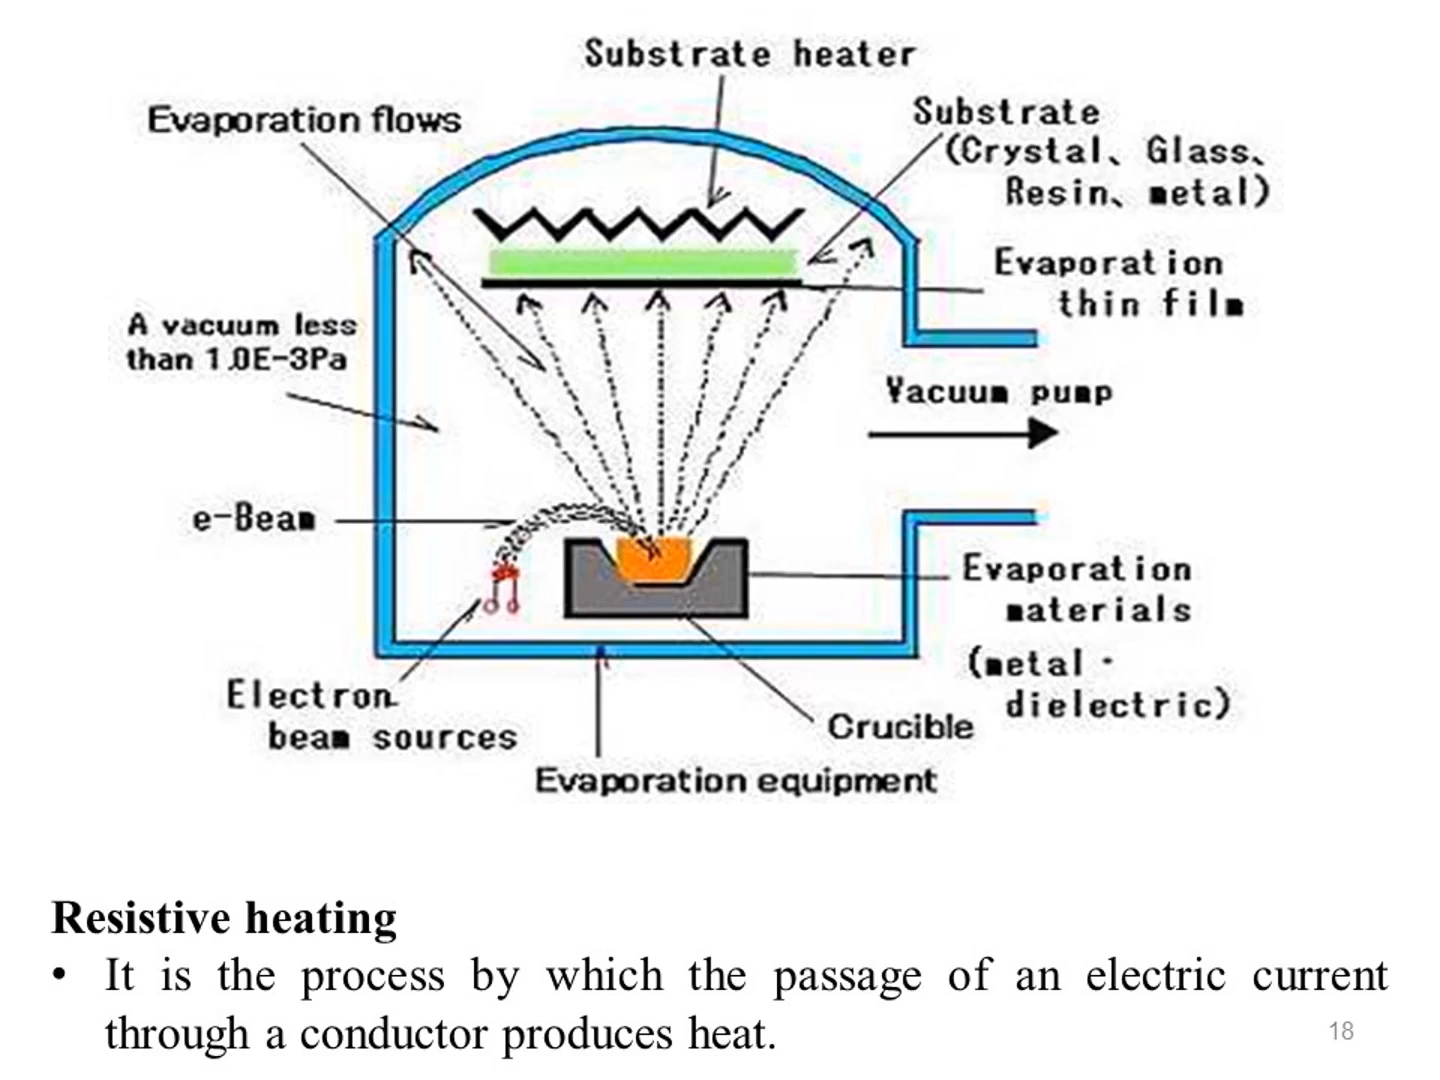 Substrate heater
Evaporation flows
Substrate
(Crystal、Glass、
Resin、metal)
Evaporation
thin film
A vacuum less
than 1.0E-3Pa
Vacuum pump
e-Beam
Evaporation
materials
(metal・
dielectric)
Electron
beam sources
Crucible
Evaporation equipment
Resistive heating
• It is the process by which the passage of an electric current
through a conductor produces heat.
18